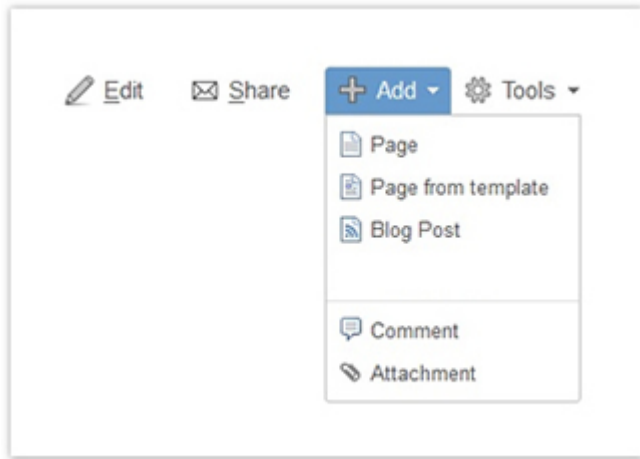 Edit Share Add Tools
Page
Page from template
Blog Post
Comment
Attachment